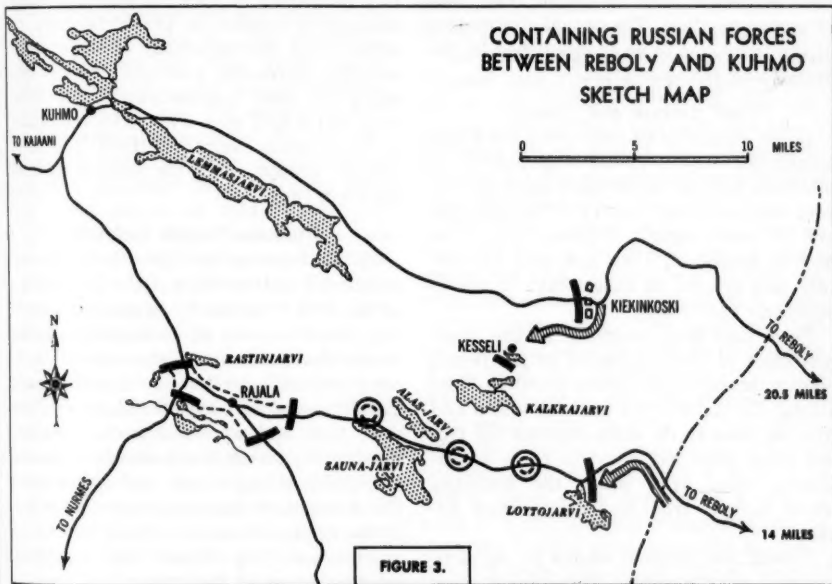 CONTAINING RUSSIAN FORCES
BETWEEN REBOLY AND KUHMO
SKETCH MAP
0 5 10 MILES
KUHMO
TO KAJAANI
LEMMASJARVI
KIEKINKOSKI
TO REBOLY
20.5 MILES
KESSELI
KALKKAJARVI
N
RASTINJARVI
RAJALA
ALAS-JARVI
SAUNA-JARVI
LOYTOJARVI
TO REBOLY
14 MILES
TO NURMES
FIGURE 3.